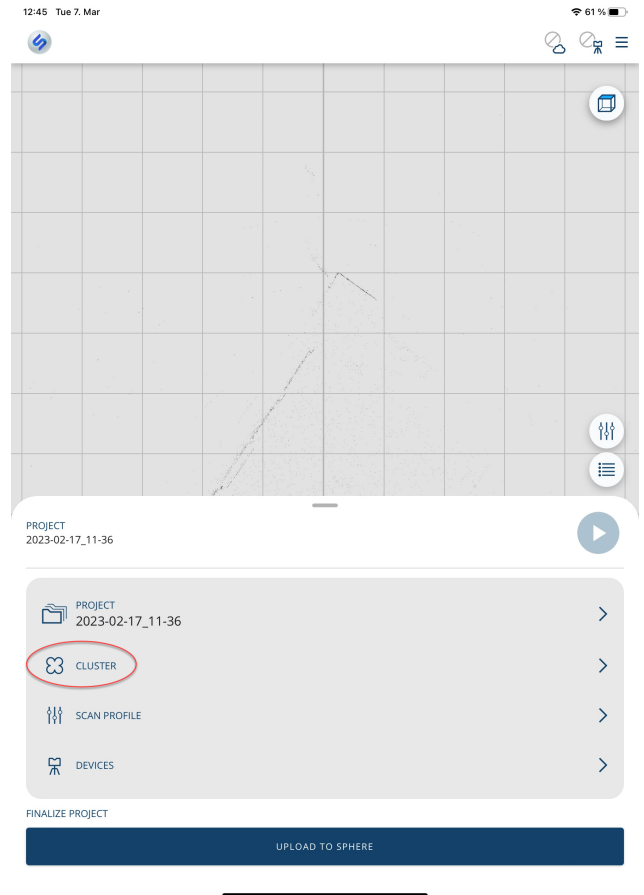 12:45 Tue 7. Mar
61 %
PROJECT
2023-02-17_11-36
PROJECT
2023-02-17_11-36
CLUSTER
SCAN PROFILE
DEVICES
FINALIZE PROJECT
UPLOAD TO SPHERE